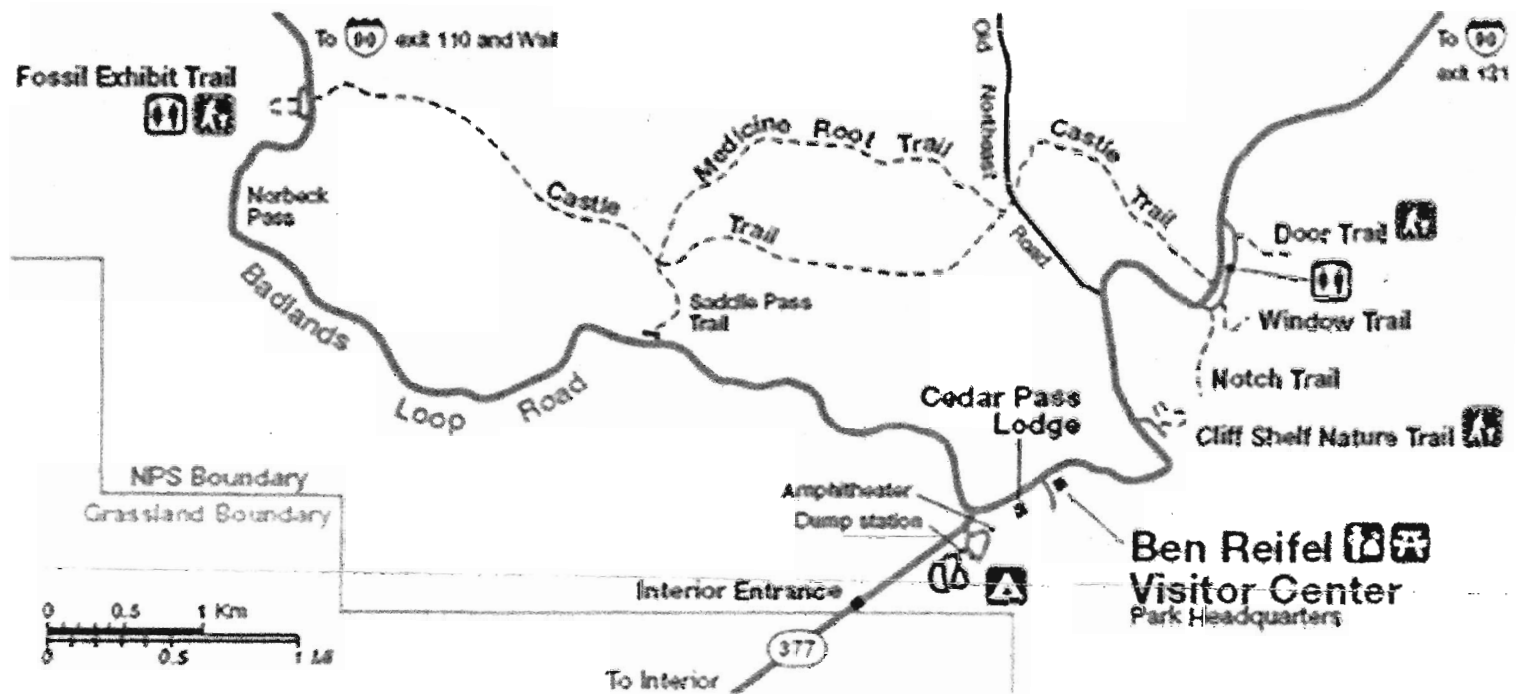 To 90 exit 110 and Wall
Fossil Exhibit Trail
Norbeck
Pass
Badlands
Loop
Road
Castle
Trail
Medicine Root Trail
Saddle Pass
Trail
Old
Northeast
Road
Castle
Trail
To 90
exit 131
Door Trail
Window Trail
Notch Trail
Cliff Shelf Nature Trail
Cedar Pass
Lodge
Amphitheater
Dump station
Ben Reifel
Visitor Center
Park Headquarters
Interior Entrance
377
To Interior
NPS Boundary
Grassland Boundary
0 0.5 1 Km
0 0.5 1 Mi